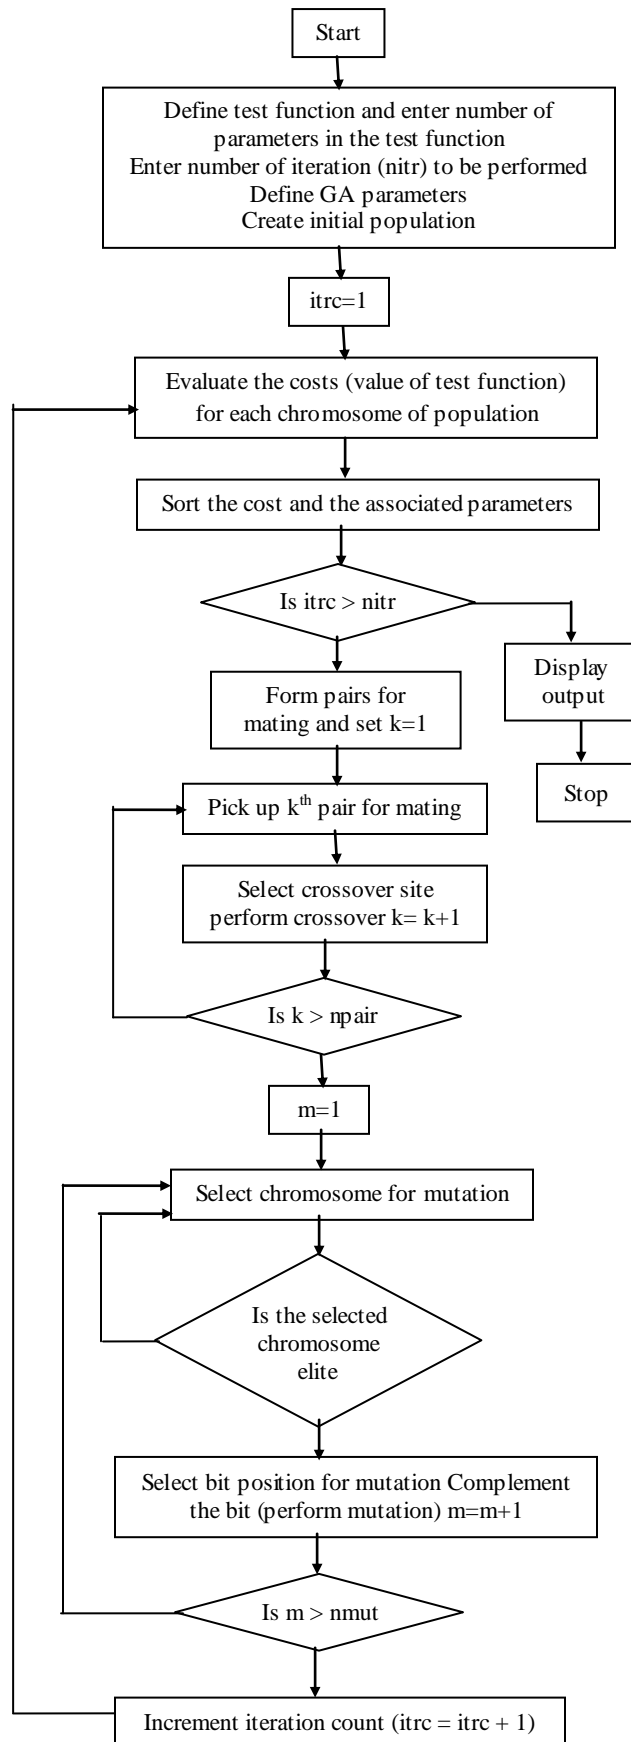 Start
Define test function and enter number of
parameters in the test function
Enter number of iteration (nitr) to be performed
Define GA parameters
Create initial population
itrc=1
Evaluate the costs (value of test function)
for each chromosome of population
Sort the cost and the associated parameters
Is itrc > nitr
Display
output
Stop
Form pairs for
mating and set k=1
Pick up kth pair for mating
Select crossover site
perform crossover k= k+1
Is k > npair
m=1
Select chromosome for mutation
Is the selected
chromosome
elite
Select bit position for mutation Complement
the bit (perform mutation) m=m+1
Is m > nmut
Increment iteration count (itrc = itrc + 1)